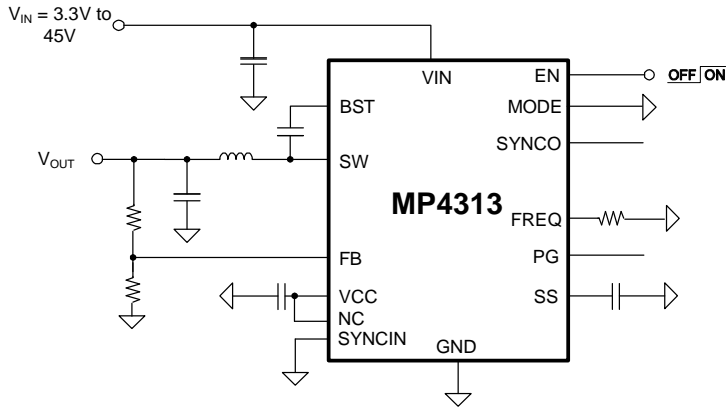 V_IN = 3.3V to
45V
VIN
EN
OFF ON
BST
MODE
SYNCO
V_OUT
SW
MP4313
FREQ
FB
PG
VCC
SS
NC
SYNCIN
GND